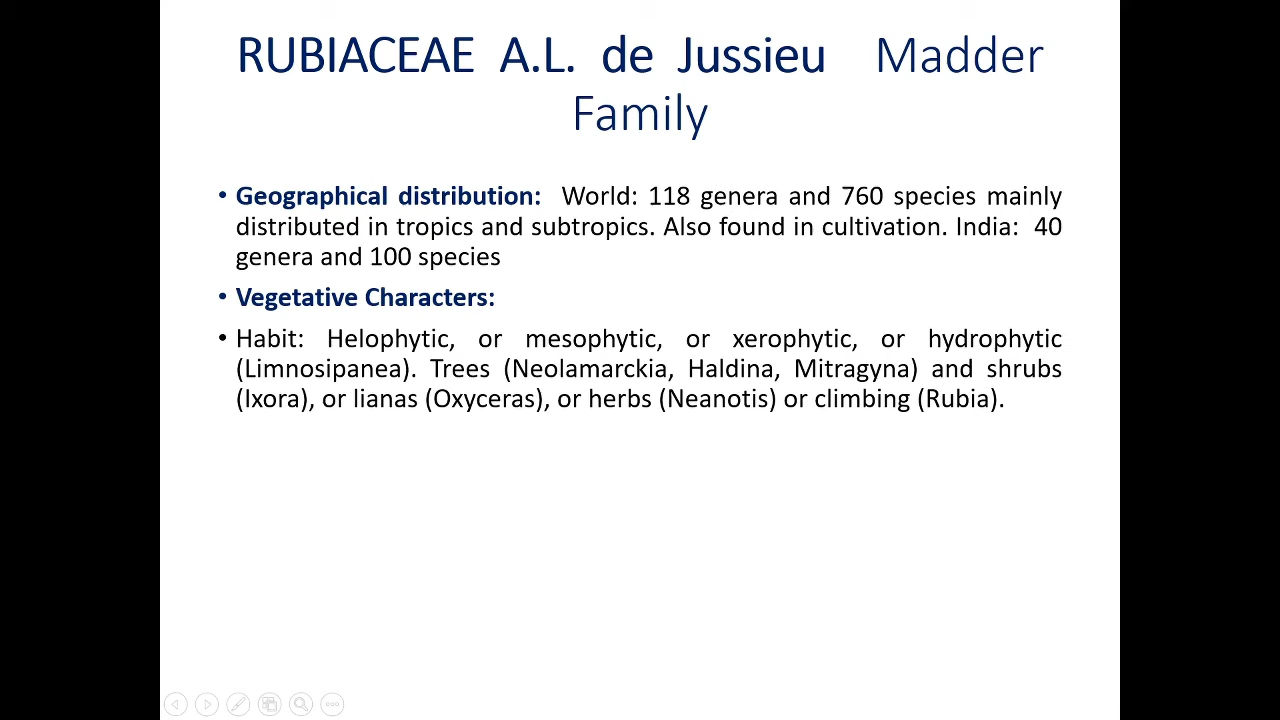 RUBIACEAE A.L. de Jussieu Madder
Family
• Geographical distribution: World: 118 genera and 760 species mainly
distributed in tropics and subtropics. Also found in cultivation. India: 40
genera and 100 species
• Vegetative Characters:
• Habit: Helophytic, or mesophytic, or xerophytic, or hydrophytic
(Limnosipanea). Trees (Neolamarckia, Haldina, Mitragyna) and shrubs
(Ixora), or lianas (Oxyceras), or herbs (Neanotis) or climbing (Rubia).